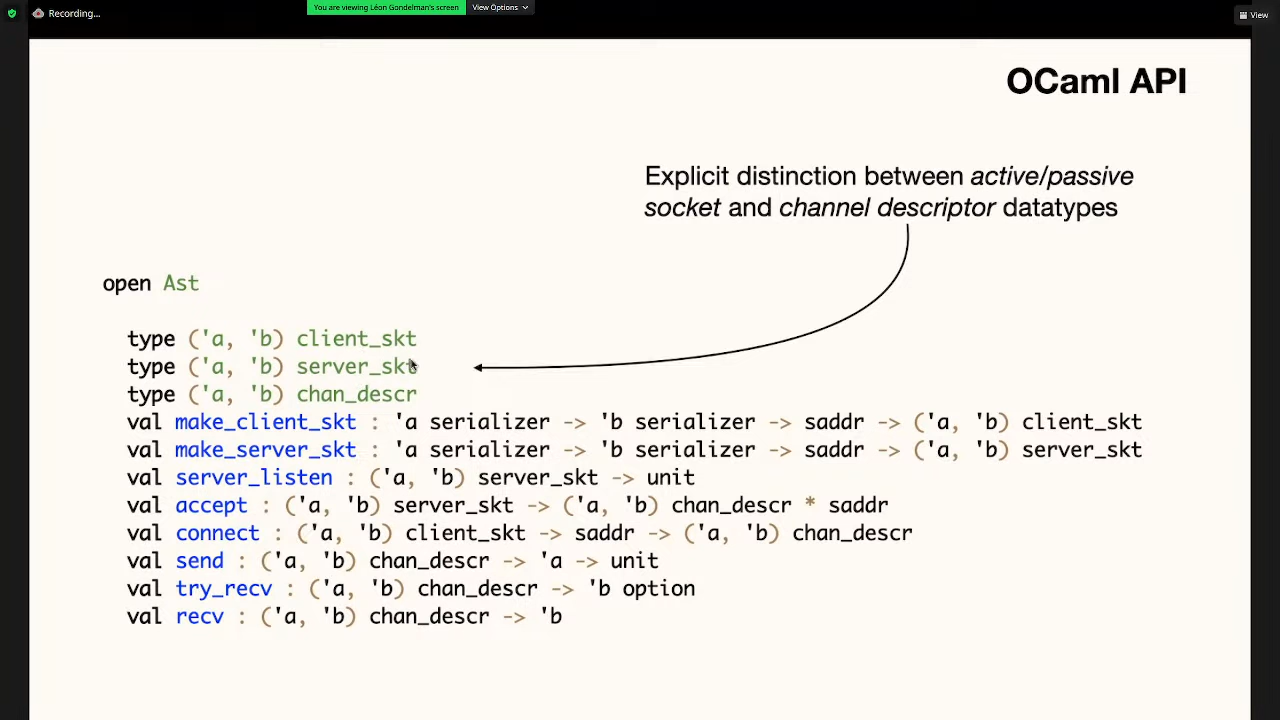 Recording...
You are viewing Léon Gondelman's screen
View Options
View
OCaml API
Explicit distinction between active/passive
socket and channel descriptor datatypes
open Ast
type ('a, 'b) client_skt
type ('a, 'b) server_skt
type ('a, 'b) chan_descr
val make_client_skt : 'a serializer -> 'b serializer -> saddr -> ('a, 'b) client_skt
val make_server_skt : 'a serializer -> 'b serializer -> saddr -> ('a, 'b) server_skt
val server_listen : ('a, 'b) server_skt -> unit
val accept : ('a, 'b) server_skt -> ('a, 'b) chan_descr * saddr
val connect : ('a, 'b) client_skt -> saddr -> ('a, 'b) chan_descr
val send : ('a, 'b) chan_descr -> 'a -> unit
val try_recv : ('a, 'b) chan_descr -> 'b option
val recv : ('a, 'b) chan_descr -> 'b